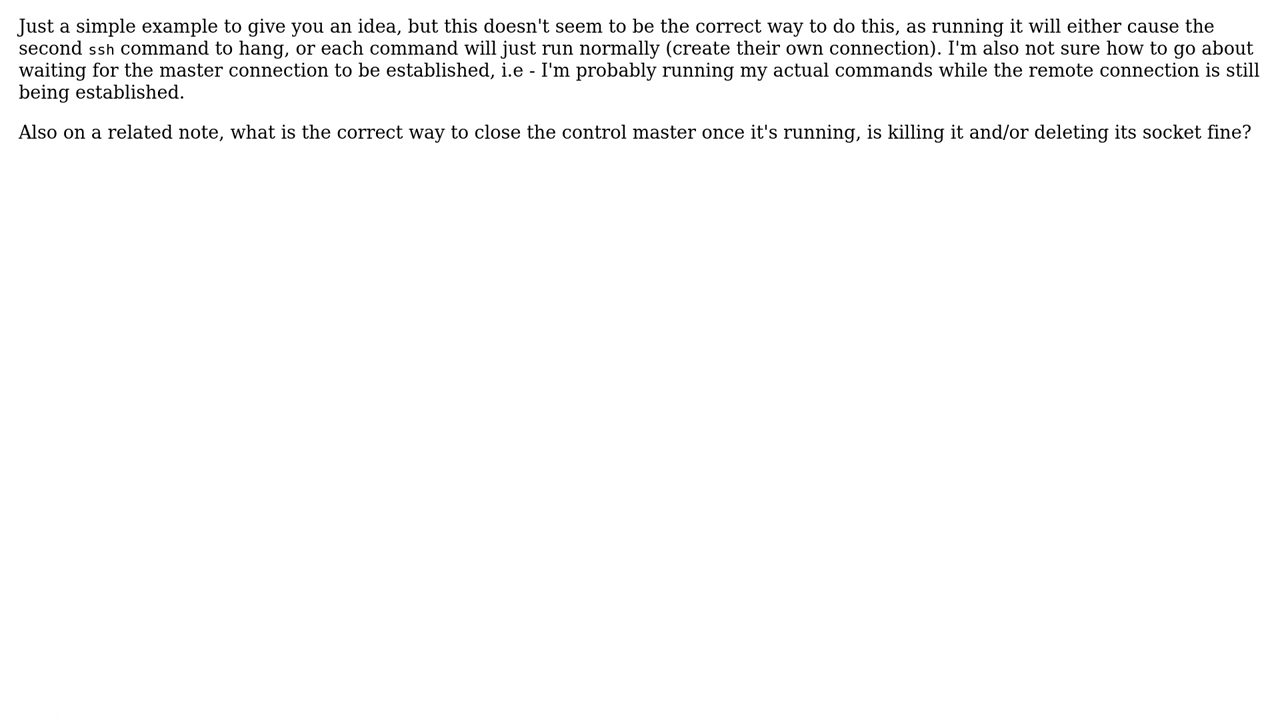 Just a simple example to give you an idea, but this doesn't seem to be the correct way to do this, as running it will either cause the
second ssh command to hang, or each command will just run normally (create their own connection). I'm also not sure how to go about
waiting for the master connection to be established, i.e - I'm probably running my actual commands while the remote connection is still
being established.
Also on a related note, what is the correct way to close the control master once it's running, is killing it and/or deleting its socket fine?